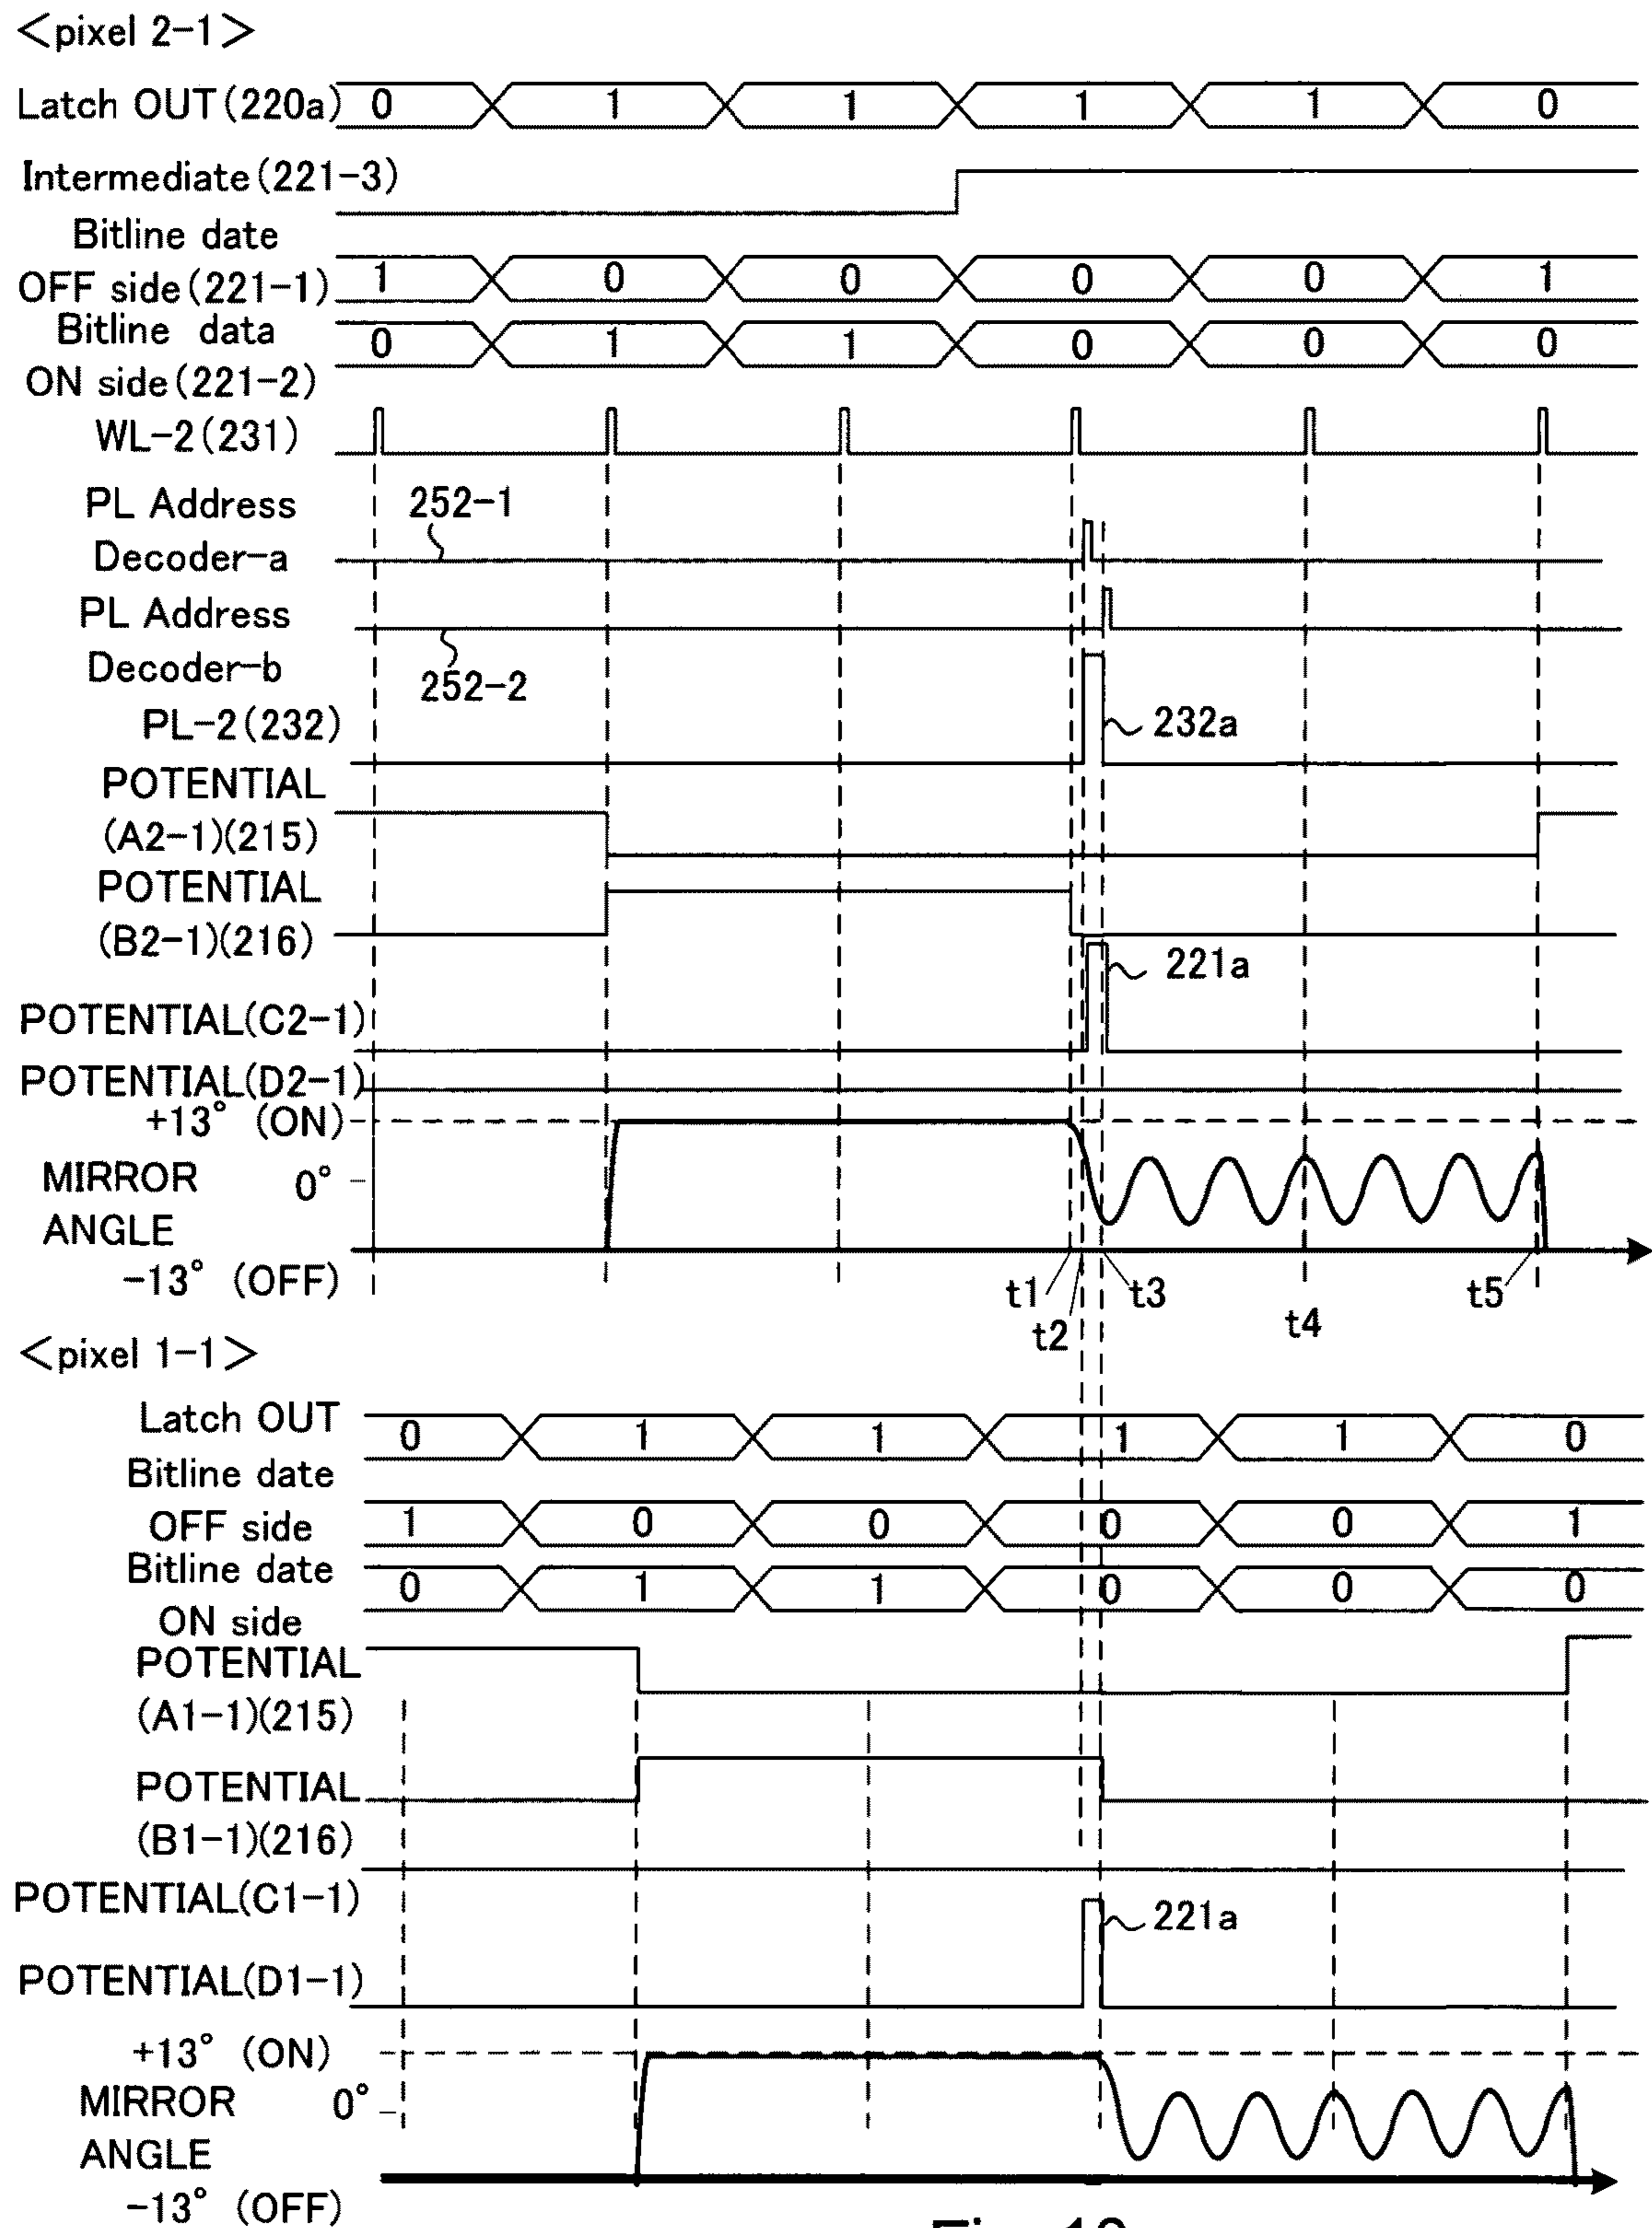 <pixel 2-1>
Latch OUT(220a) 0 1 1 1 1 0
Intermediate(221-3)
Bitline date
OFF side(221-1) 1 0 0 0 0 1
Bitline data
0 1 1 0 0 0
ON side(221-2)
WL-2(231)
PL Address 252-1
Decoder-a
PL Address
Decoder-b
252-2
PL-2(232) 232a
POTENTIAL
(A2-1)(215)
POTENTIAL
(B2-1)(216)
221a
POTENTIAL(C2-1)
POTENTIAL(D2-1)
+13° (ON)
MIRROR 0°
ANGLE
-13° (OFF) t1 t3 t5
t2 t4
<pixel 1-1>
Latch OUT 0 1 1 1 1 0
Bitline date
OFF side 1 0 0 0 0 1
Bitline date
0 1 1 0 0 0
ON side
POTENTIAL
(A1-1)(215)
POTENTIAL
(B1-1)(216)
POTENTIAL(C1-1)
221a
POTENTIAL(D1-1)
+13° (ON)
MIRROR 0°
ANGLE
-13° (OFF)